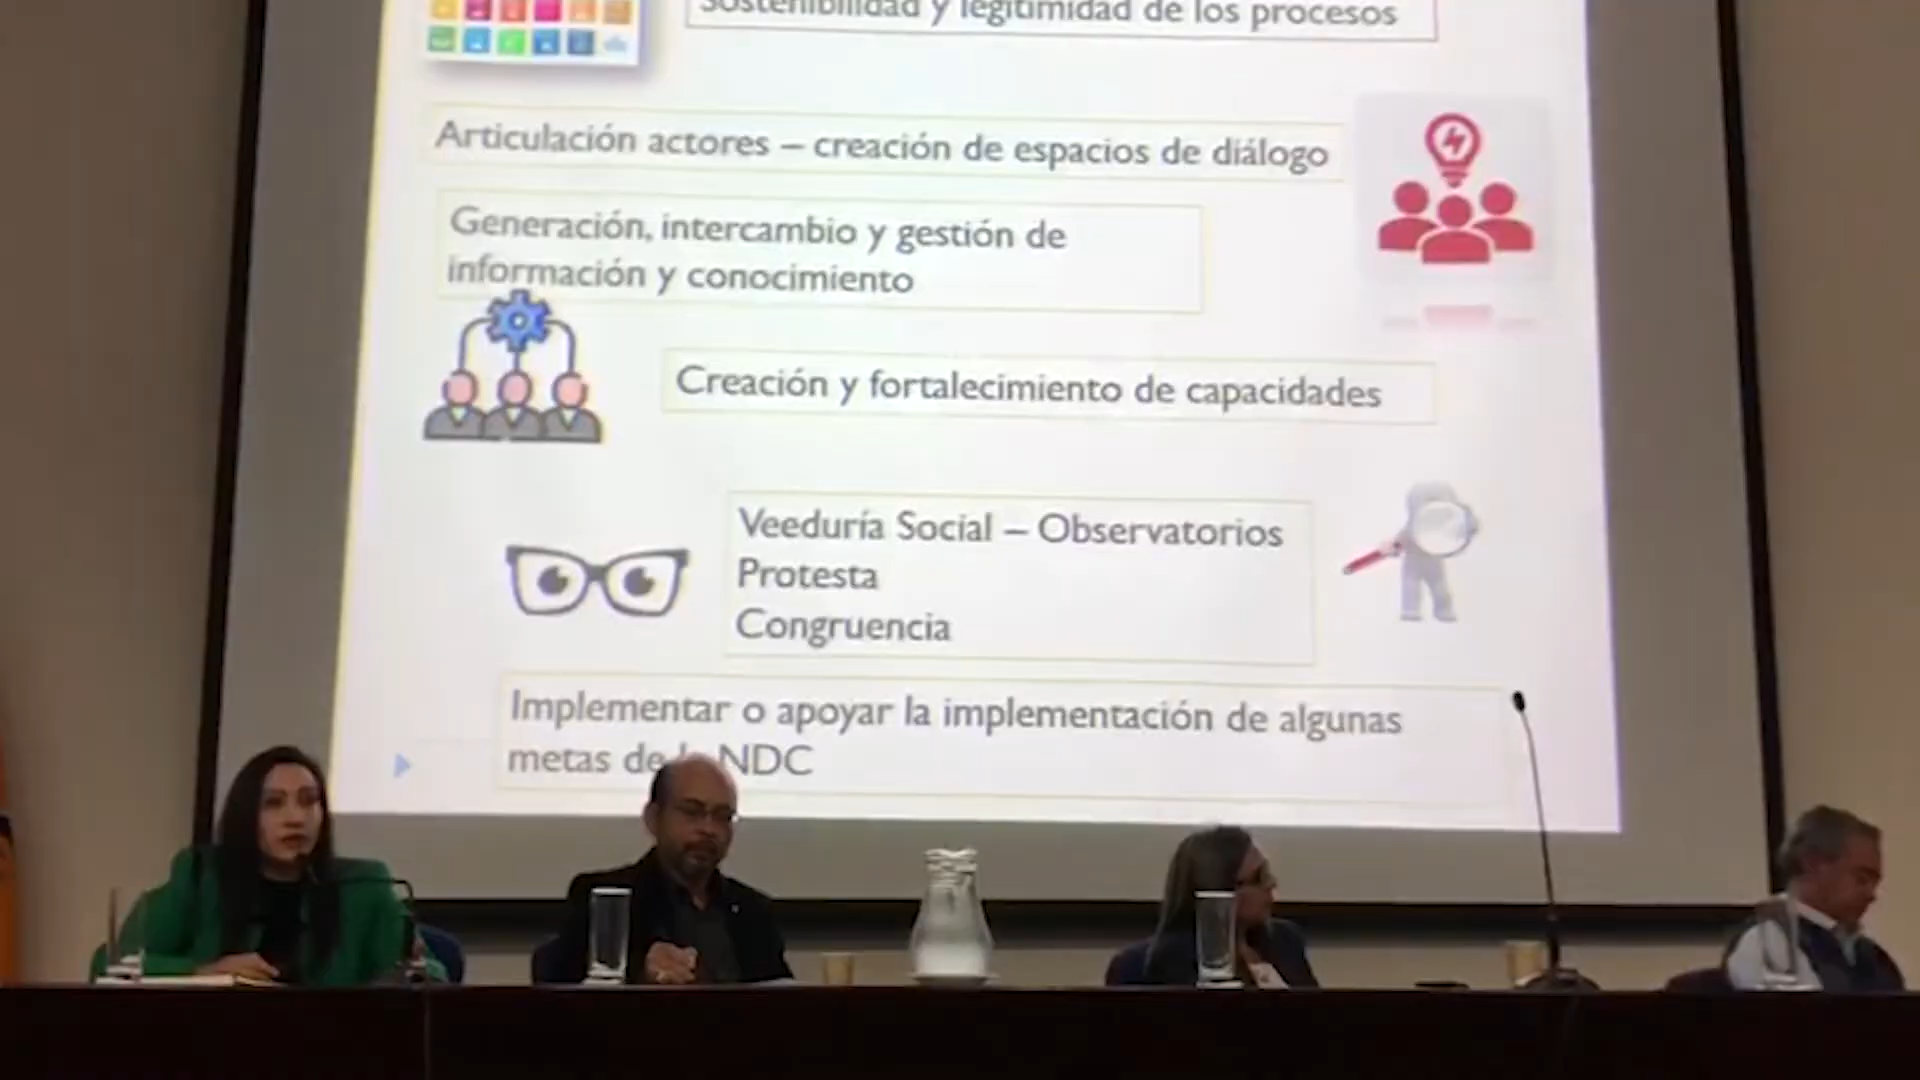 Sostenibilidad y legitimidad de los procesos
Articulación actores – creación de espacios de diálogo
Generación, intercambio y gestión de
información y conocimiento
Creación y fortalecimiento de capacidades
Veeduría Social – Observatorios
Protesta
Congruencia
Implementar o apoyar la implementación de algunas
metas de NDC